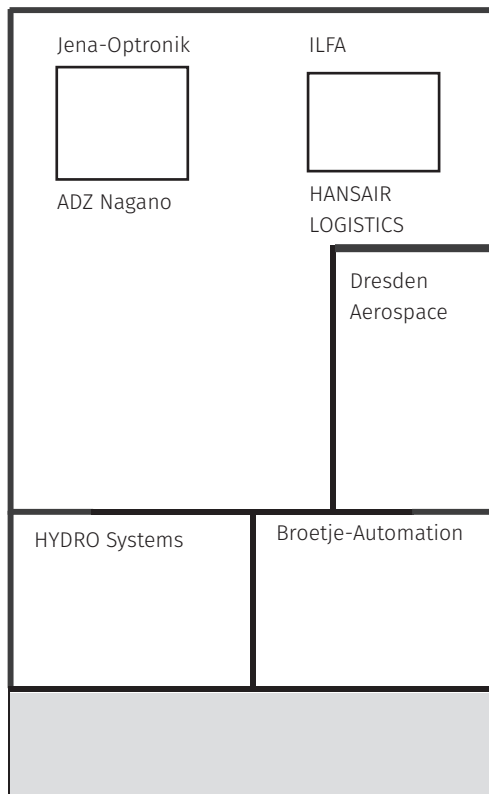 Jena-Optronik
ILFA
ADZ Nagano
HANSAIR
LOGISTICS
Dresden
Aerospace
HYDRO Systems
Broetje-Automation